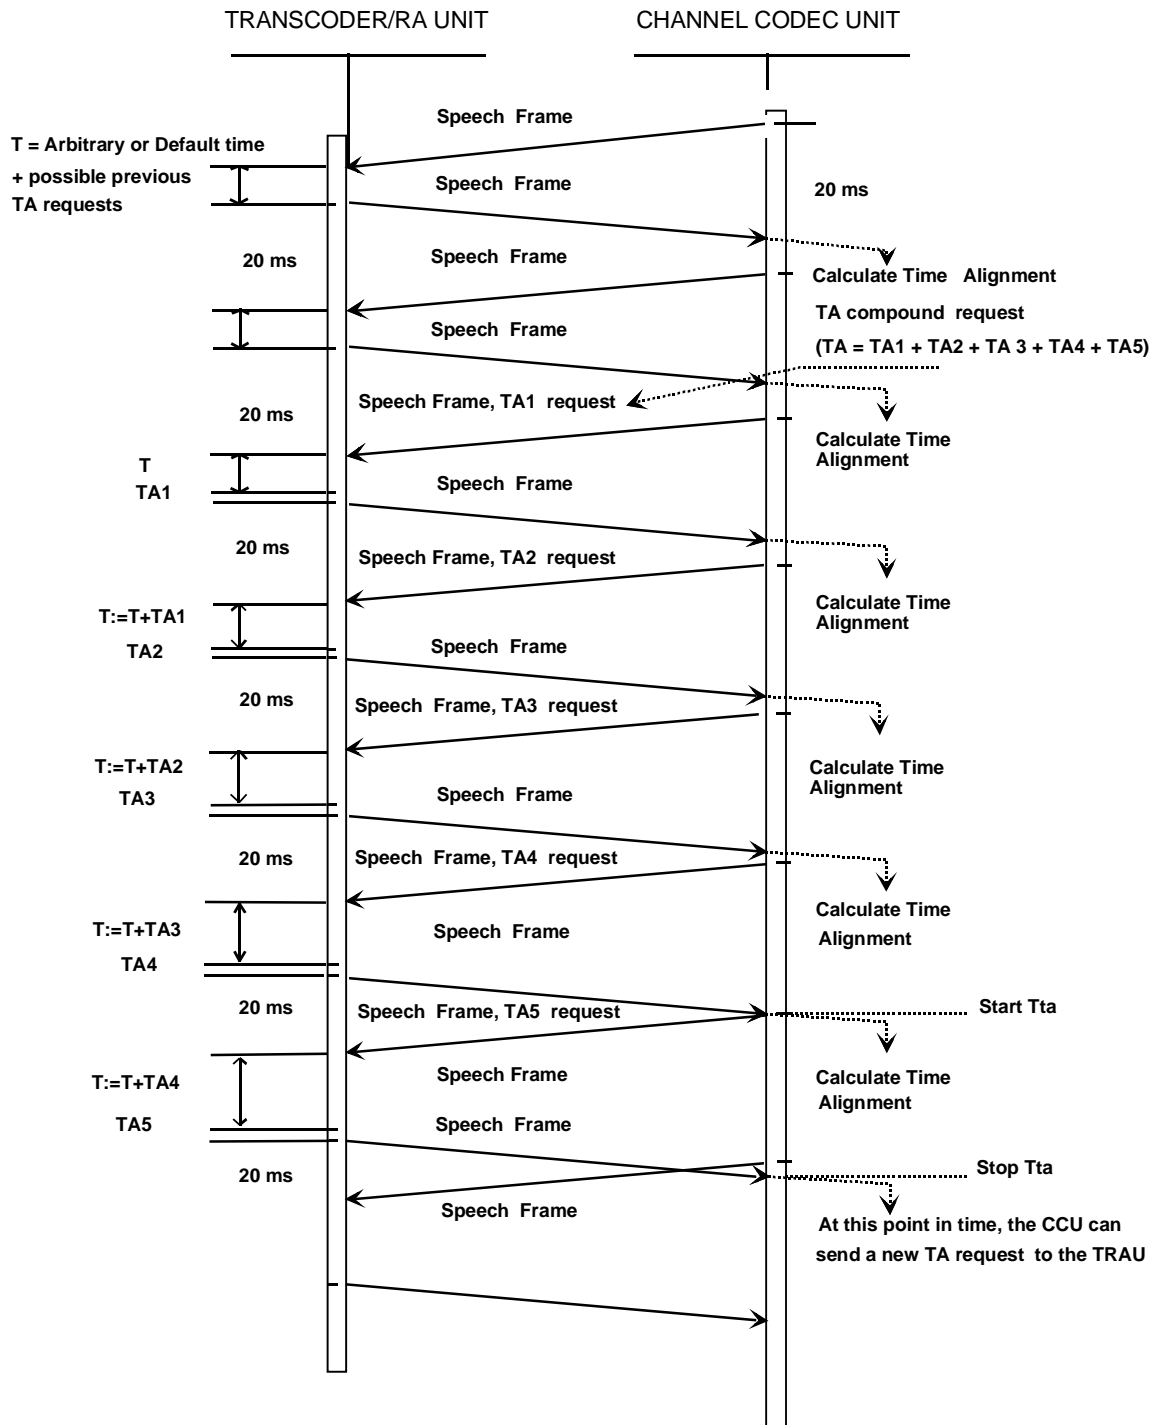 TRANSCODER/RA UNIT
CHANNEL CODEC UNIT
Speech Frame
T = Arbitrary or Default time
+ possible previous
TA requests
Speech Frame
20 ms
20 ms
Speech Frame
Calculate Time Alignment
TA compound request
(TA = TA1 + TA2 + TA 3 + TA4 + TA5)
Speech Frame
Speech Frame, TA1 request
20 ms
Calculate Time
Alignment
T
TA1
Speech Frame
20 ms
Speech Frame, TA2 request
Calculate Time
Alignment
T:=T+TA1
TA2
Speech Frame
20 ms
Speech Frame, TA3 request
Calculate Time
Alignment
T:=T+TA2
TA3
Speech Frame
20 ms
Speech Frame, TA4 request
Calculate Time
Alignment
T:=T+TA3
TA4
Speech Frame
20 ms
Speech Frame, TA5 request
Start Tta
Calculate Time
Alignment
T:=T+TA4
TA5
Speech Frame
Speech Frame
20 ms
Stop Tta
Speech Frame
At this point in time, the CCU can
send a new TA request to the TRAU